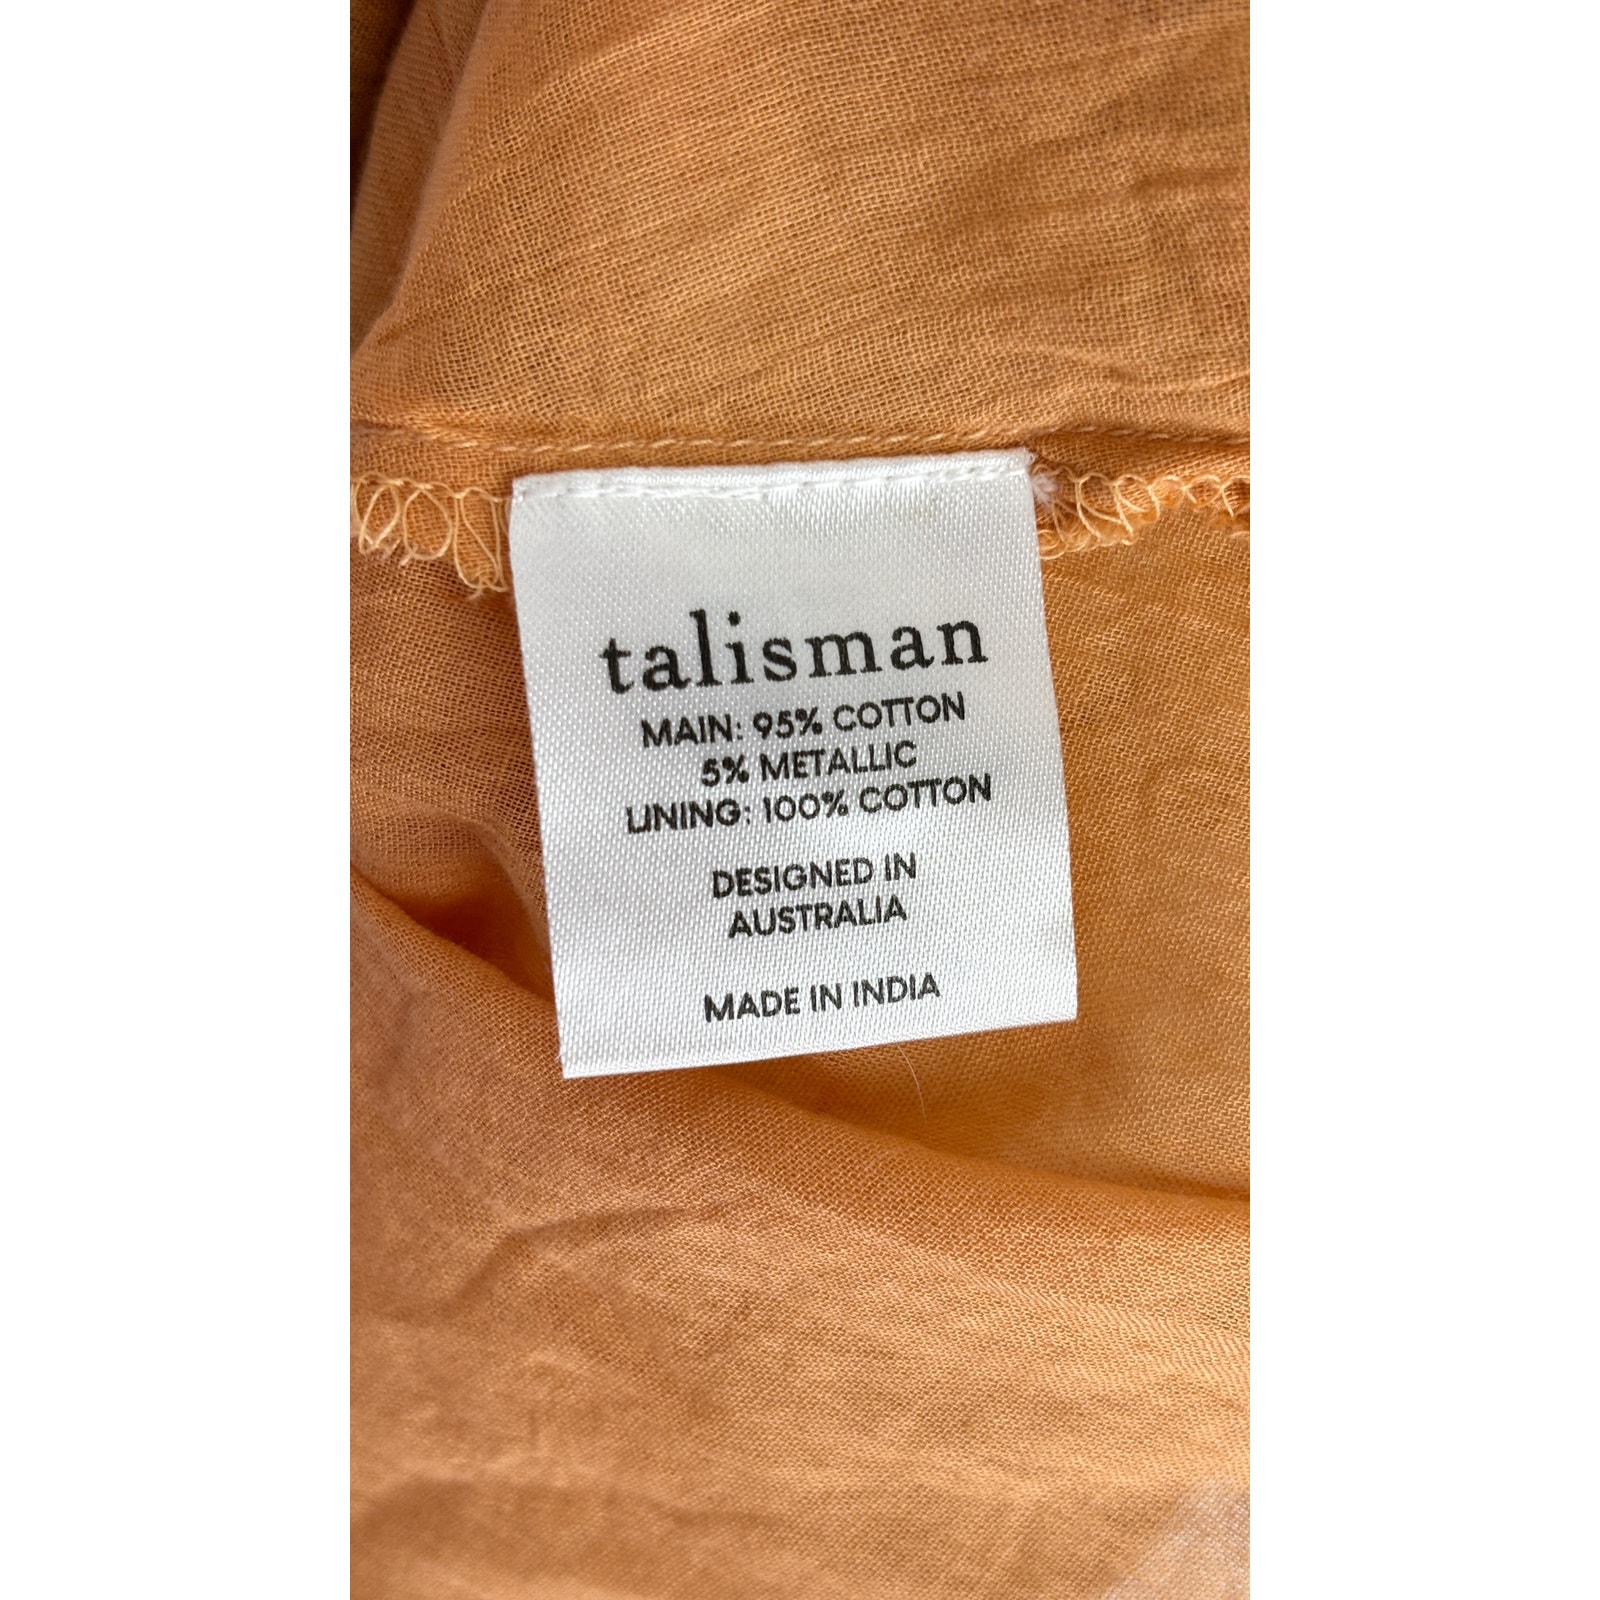 talisman
MAIN: 95% COTTON
5% METALLIC
LINING: 100% COTTON
DESIGNED IN
AUSTRALIA
MADE IN INDIA